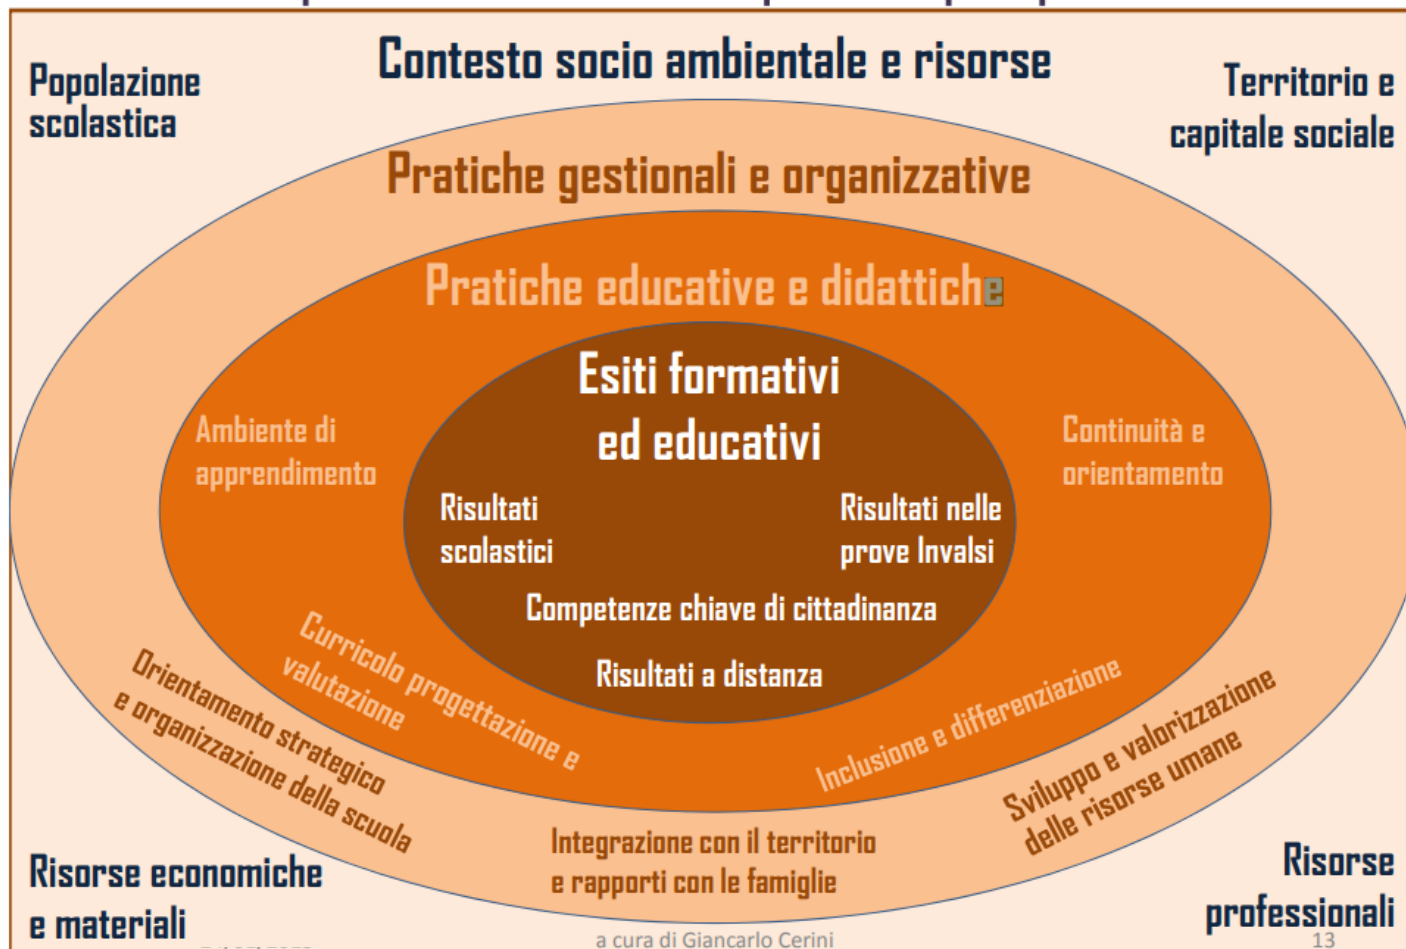 Contesto socio ambientale e risorse
Popolazione
scolastica
Territorio e
capitale sociale
Pratiche gestionali e organizzative
Pratiche educative e didattiche
Esiti formativi
ed educativi
Ambiente di
apprendimento
Continuità e
orientamento
Risultati
scolastici
Risultati nelle
prove Invalsi
Competenze chiave di cittadinanza
Risultati a distanza
Curricolo progettazione e
valutazione
Inclusione e differenziazione
Orientamento strategico
e organizzazione della scuola
Sviluppo e valorizzazione
delle risorse umane
Integrazione con il territorio
e rapporti con le famiglie
Risorse economiche
e materiali
Risorse
professionali
a cura di Giancarlo Cerini
13